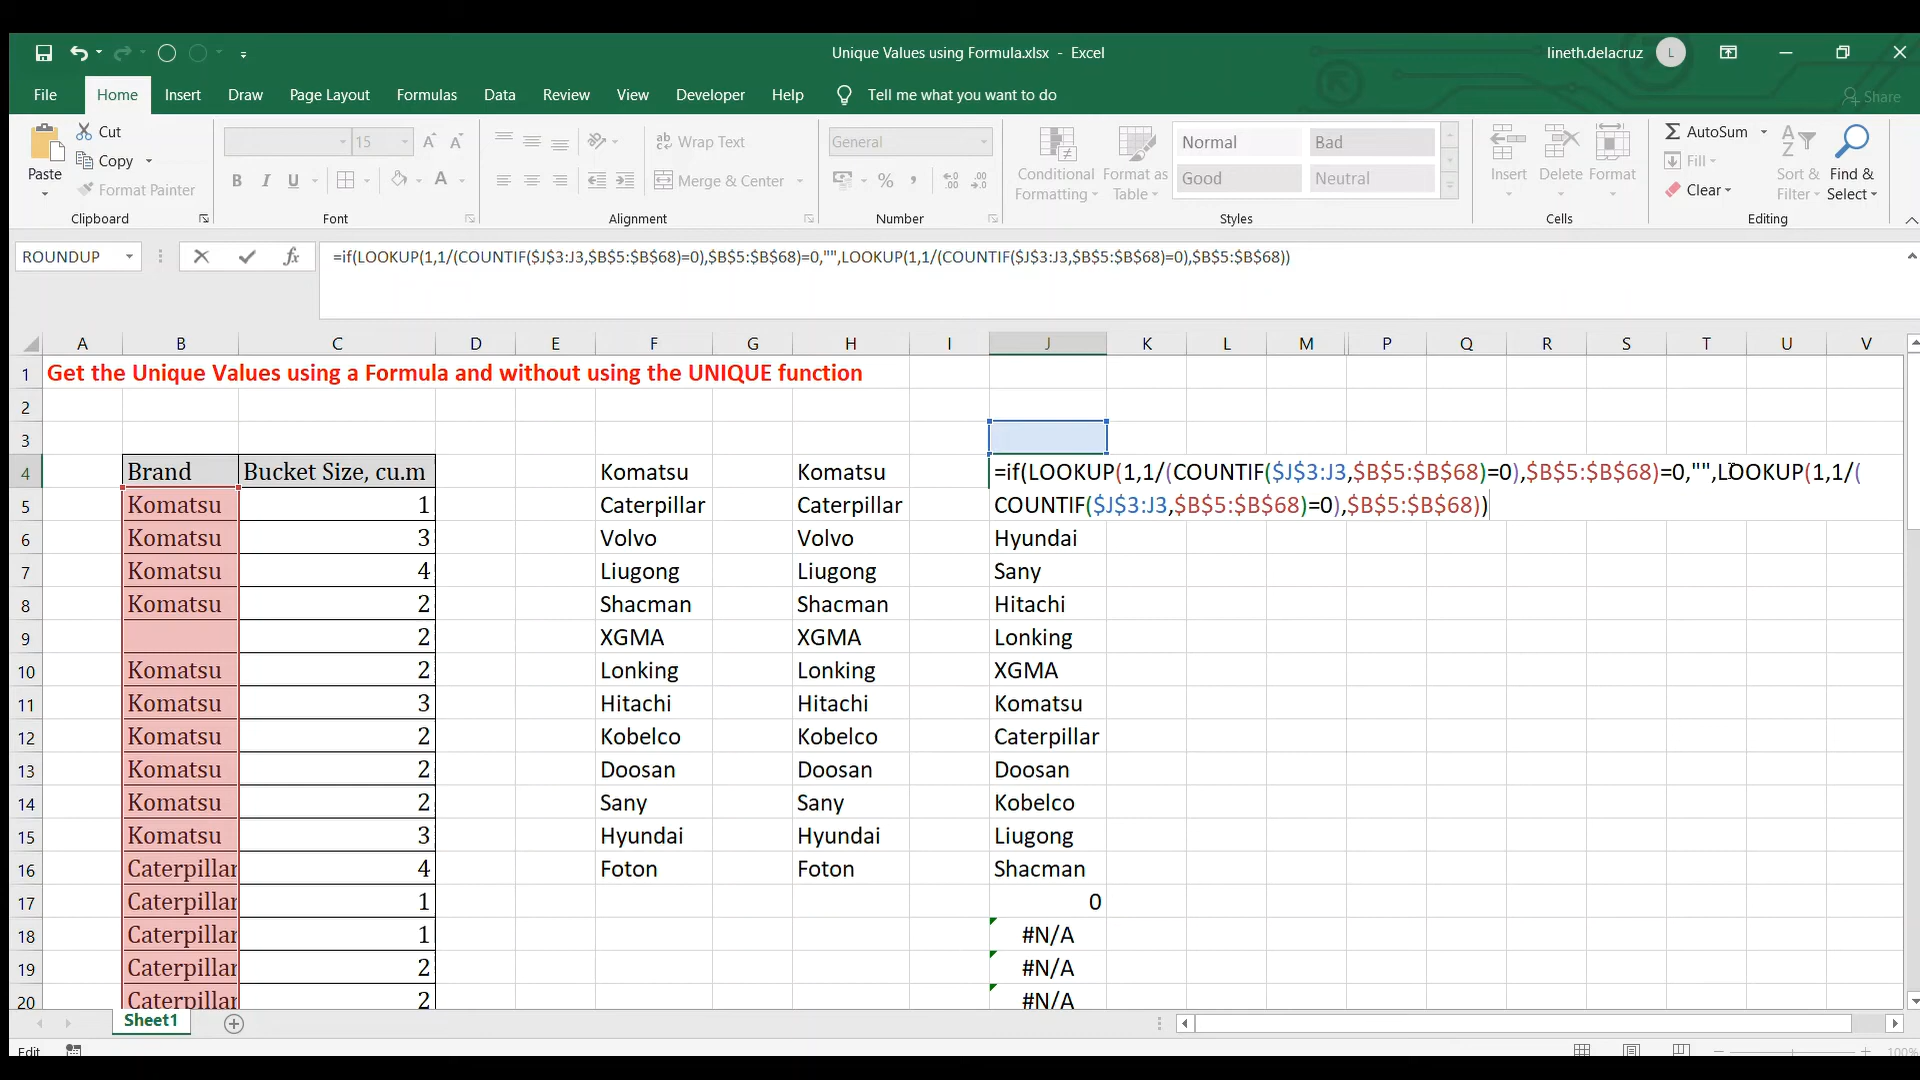 Unique Values using Formula.xlsx - Excel
lineth.delacruz L
File Home Insert Draw Page Layout Formulas Data Review View Developer Help Tell me what you want to do Share
Paste
Cut
Copy
Format Painter
Clipboard
15
B I U
Font
Wrap Text
Merge & Center
Alignment
General
Number
Conditional Formatting
Format as Table
Normal Bad
Good Neutral
Styles
Insert Delete Format
Cells
AutoSum
Fill
Clear
Sort & Filter
Find & Select
Editing
ROUNDUP fx =if(LOOKUP(1,1/(COUNTIF($J$3:J3,$B$5:$B$68)=0),$B$5:$B$68)=0,"",LOOKUP(1,1/(COUNTIF($J$3:J3,$B$5:$B$68)=0),$B$5:$B$68))
A B C D E F G H I J K L M P Q R S T U V
1 Get the Unique Values using a Formula and without using the UNIQUE function
2
3
4 Brand Bucket Size, cu.m Komatsu Komatsu =if(LOOKUP(1,1/(COUNTIF($J$3:J3,$B$5:$B$68)=0),$B$5:$B$68)=0,"",LOOKUP(1,1/(
5 Komatsu 1 Caterpillar Caterpillar COUNTIF($J$3:J3,$B$5:$B$68)=0),$B$5:$B$68))
6 Komatsu 3 Volvo Volvo Hyundai
7 Komatsu 4 Liugong Liugong Sany
8 Komatsu 2 Shacman Shacman Hitachi
9 2 XGMA XGMA Lonking
10 Komatsu 2 Lonking Lonking XGMA
11 Komatsu 3 Hitachi Hitachi Komatsu
12 Komatsu 2 Kobelco Kobelco Caterpillar
13 Komatsu 2 Doosan Doosan Doosan
14 Komatsu 2 Sany Sany Kobelco
15 Komatsu 3 Hyundai Hyundai Liugong
16 Caterpillar 4 Foton Foton Shacman
17 Caterpillar 1 0
18 Caterpillar 1 #N/A
19 Caterpillar 2 #N/A
20 Caterpillar 2 #N/A
Sheet1
Edit 100%